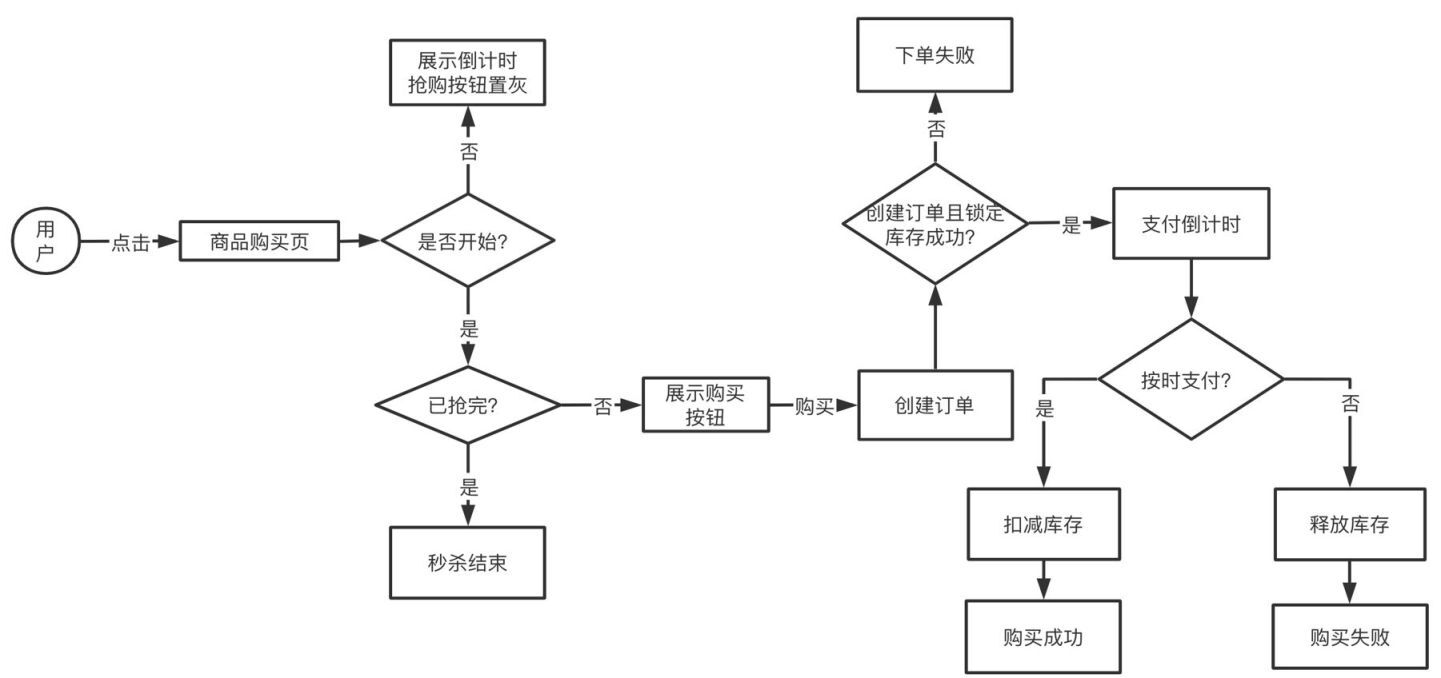 用
户
点击
商品购买页
是否开始?
否
展示倒计时
抢购按钮置灰
是
已抢完?
是
秒杀结束
否
展示购买
按钮
购买
创建订单
创建订单且锁定
库存成功?
否
下单失败
是
支付倒计时
按时支付?
是
扣减库存
购买成功
否
释放库存
购买失败